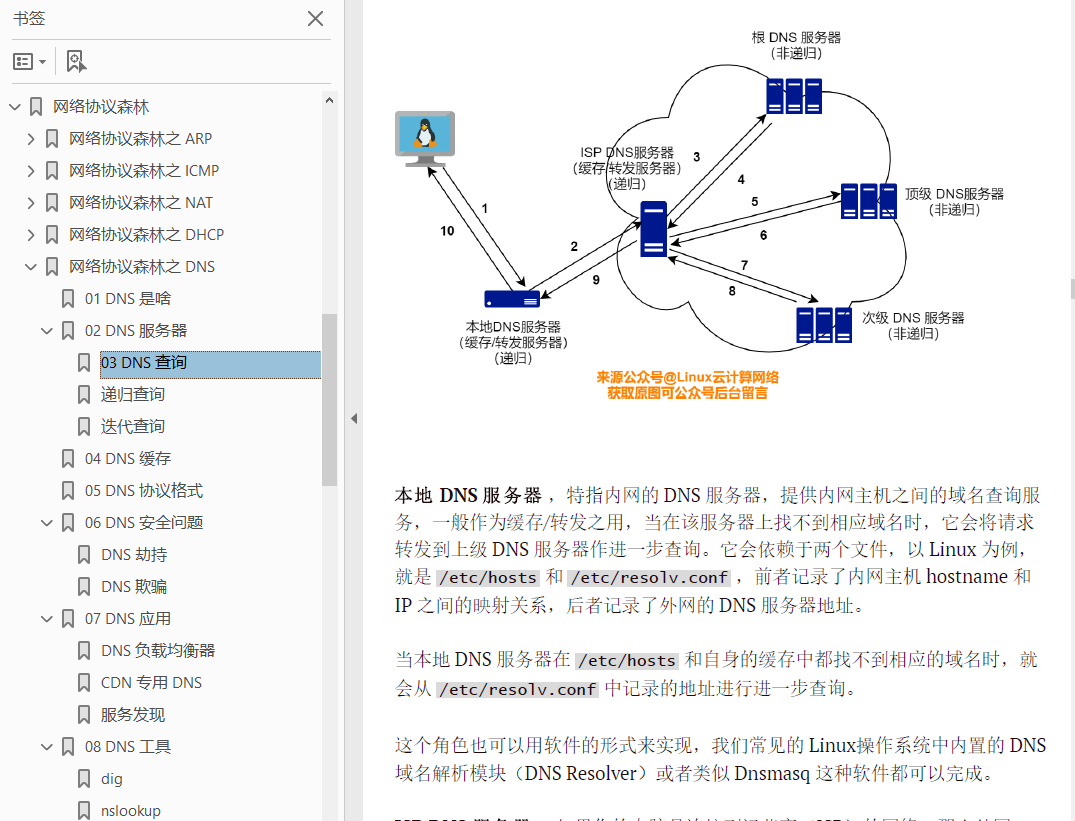 书签
网络协议森林
网络协议森林之 ARP
网络协议森林之 ICMP
网络协议森林之 NAT
网络协议森林之 DHCP
网络协议森林之 DNS
01 DNS 是啥
02 DNS 服务器
03 DNS 查询
递归查询
迭代查询
04 DNS 缓存
05 DNS 协议格式
06 DNS 安全问题
DNS 劫持
DNS 欺骗
07 DNS 应用
DNS 负载均衡器
CDN 专用 DNS
服务发现
08 DNS 工具
dig
nslookup
根 DNS 服务器
（非递归）
ISP DNS服务器
（缓存/转发服务器）
（递归）
3
4
顶级 DNS服务器
（非递归）
5
6
1
10
2
9
7
8
本地DNS服务器
（缓存/转发服务器）
（递归）
次级 DNS 服务器
（非递归）
来源公众号@Linux云计算网络
获取原图可公众号后台留言
本地 DNS 服务器 ，特指内网的 DNS 服务器，提供内网主机之间的域名查询服
务，一般作为缓存/转发之用，当在该服务器上找不到相应域名时，它会将请求
转发到上级 DNS 服务器作进一步查询。它会依赖于两个文件，以 Linux 为例，
就是 /etc/hosts 和 /etc/resolv.conf ，前者记录了内网主机 hostname 和
IP 之间的映射关系，后者记录了外网的 DNS 服务器地址。
当本地 DNS 服务器在 /etc/hosts 和自身的缓存中都找不到相应的域名时，就
会从 /etc/resolv.conf 中记录的地址进行进一步查询。
这个角色也可以用软件的形式来实现，我们常见的 Linux操作系统中内置的 DNS
域名解析模块（DNS Resolver）或者类似 Dnsmasq 这种软件都可以完成。